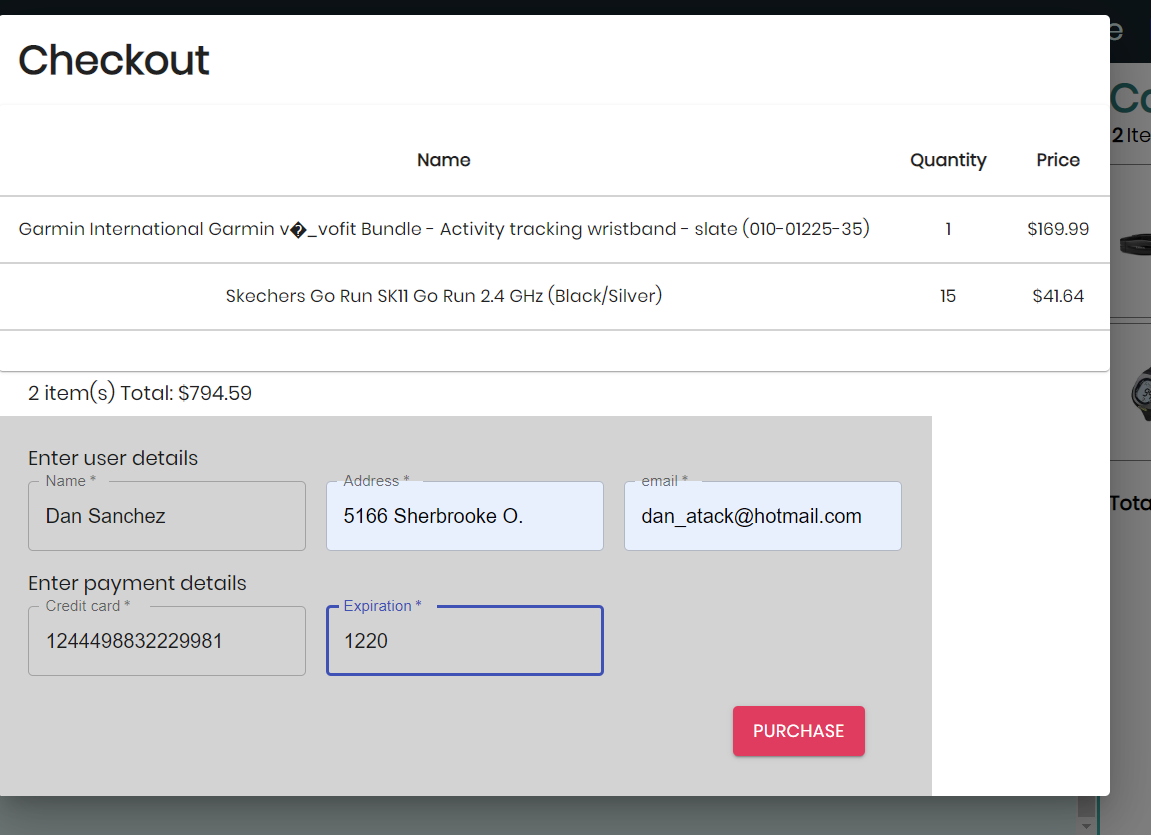 Checkout
Name Quantity Price
Garmin International Garmin v�_vofit Bundle - Activity tracking wristband - slate (010-01225-35) 1 $169.99
Skechers Go Run SK11 Go Run 2.4 GHz (Black/Silver) 15 $41.64
2 item(s) Total: $794.59
Enter user details
Name * Address * email *
Dan Sanchez 5166 Sherbrooke O. dan_atack@hotmail.com
Enter payment details
Credit card * Expiration *
1244498832229981 1220
PURCHASE
2